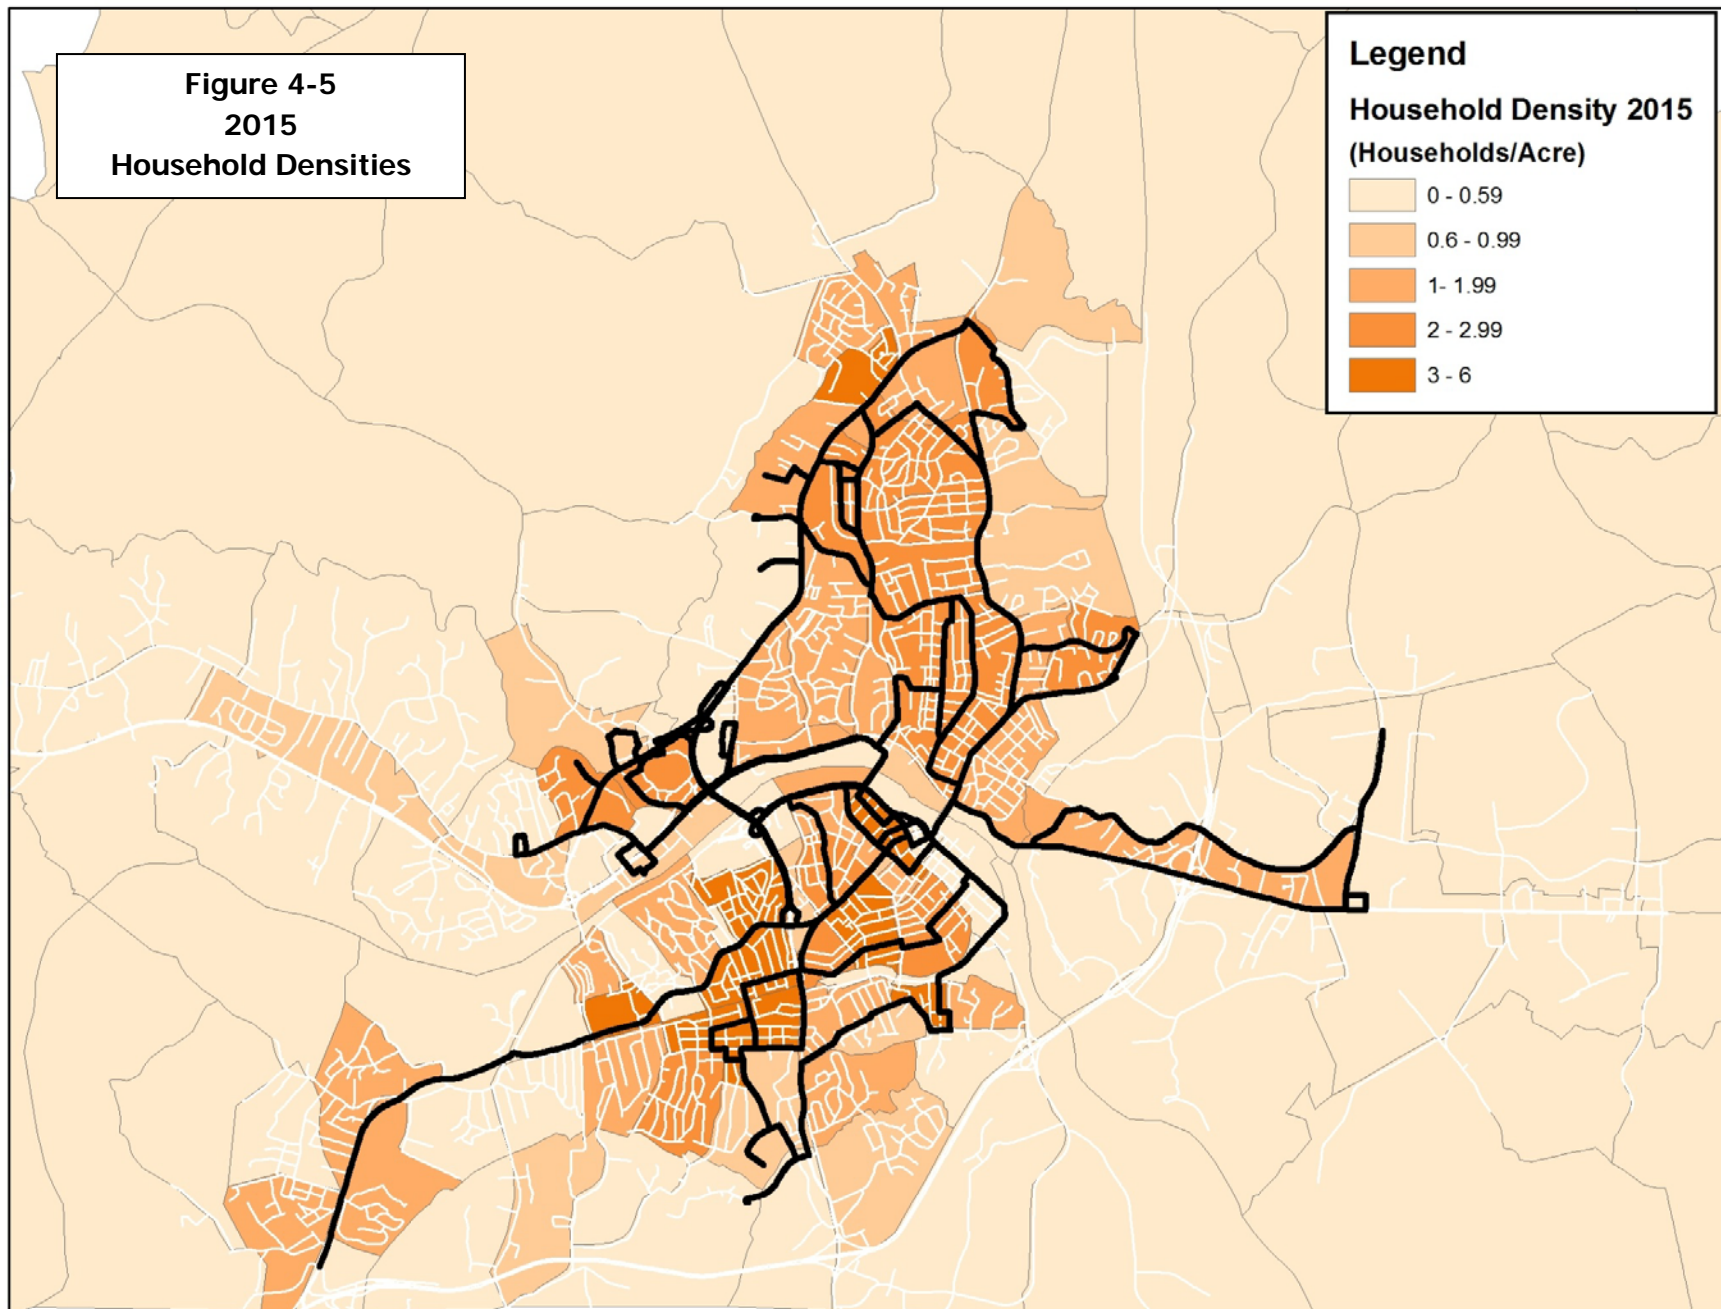 Figure 4-5
2015
Household Densities
Legend
Household Density 2015
(Households/Acre)
0 - 0.59
0.6 - 0.99
1- 1.99
2 - 2.99
3 - 6